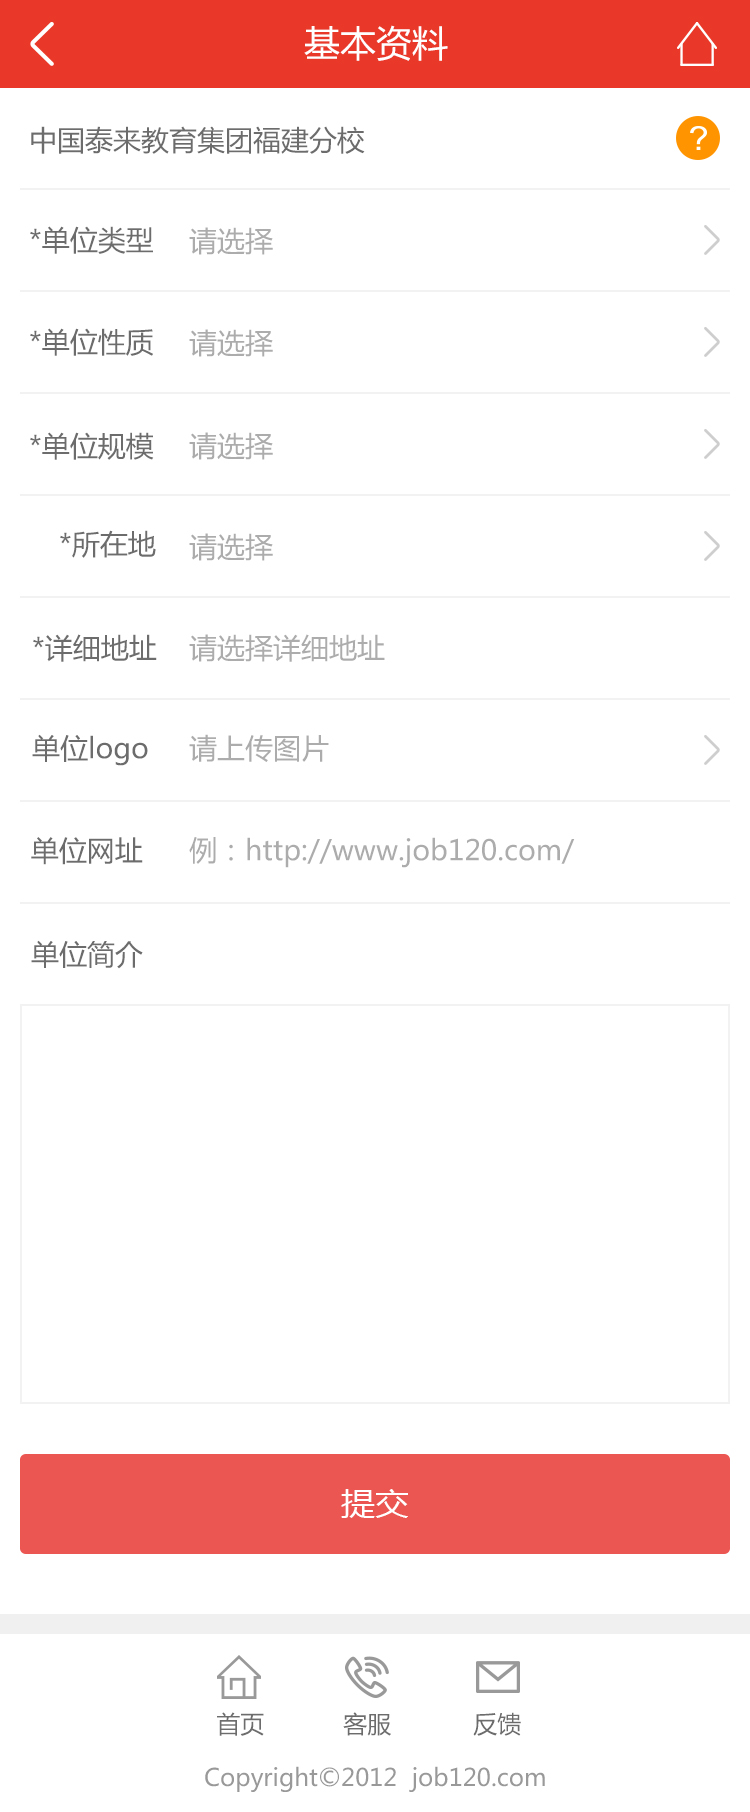 基本资料
中国泰来教育集团福建分校
?
*单位类型 请选择
*单位性质 请选择
*单位规模 请选择
*所在地 请选择
*详细地址 请选择详细地址
单位logo 请上传图片
单位网址 例：http://www.job120.com/
单位简介
提交
首页 客服 反馈
Copyright©2012 job120.com